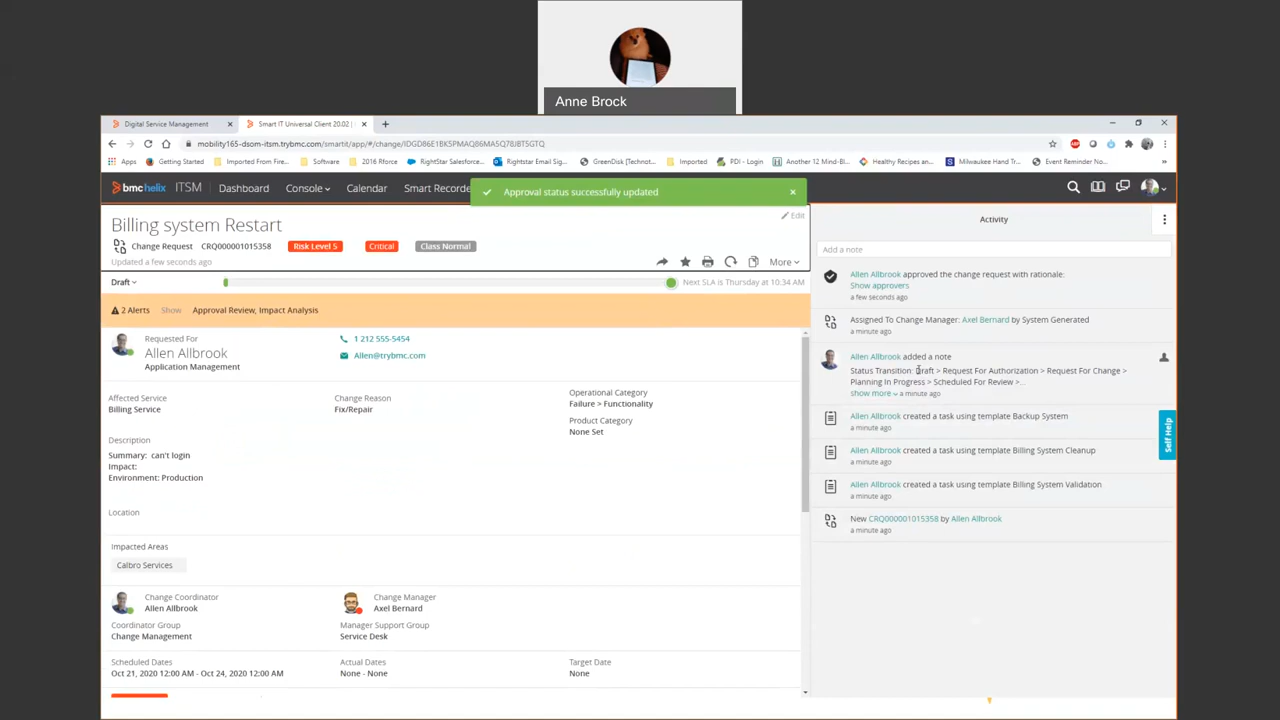 Anne Brock
Digital Service Management
Smart IT Universal Client 20.02 |
mobility165-dsom-itsm.trybmc.com/smartit/app/#/change/IDGD86E1BKSPMAQ86MA5Q78J8T5GTQ
Apps
Getting Started
Imported From Firef...
Software
2016 Rforce
RightStar Salesforce...
Rightstar Email Sig...
GreenDisk [Technot...
Imported
PDI - Login
Another 12 Mind-Bl...
Healthy Recipes an...
Milwaukee Hand Tr...
Event Reminder No...
bmchelix ITSM
Dashboard
Console
Calendar
Smart Recorde
Approval status successfully updated
Billing system Restart
Edit
Change Request
CRQ000001015358
Risk Level 5
Critical
Class Normal
Updated a few seconds ago
More
Draft
Next SLA is Thursday at 10:34 AM
2 Alerts
Show
Approval Review, Impact Analysis
Requested For
Allen Allbrook
Application Management
1 212 555-5454
Allen@trybmc.com
Affected Service
Billing Service
Change Reason
Fix/Repair
Operational Category
Failure > Functionality
Product Category
None Set
Description
Summary: can't login
Impact:
Environment: Production
Location
Impacted Areas
Calbro Services
Change Coordinator
Allen Allbrook
Change Manager
Axel Bernard
Coordinator Group
Change Management
Manager Support Group
Service Desk
Scheduled Dates
Oct 21, 2020 12:00 AM - Oct 24, 2020 12:00 AM
Actual Dates
None - None
Target Date
None
Activity
Add a note
Allen Allbrook approved the change request with rationale:
Show approvers
a few seconds ago
Assigned To Change Manager: Axel Bernard by System Generated
a minute ago
Allen Allbrook added a note
Status Transition: Draft > Request For Authorization > Request For Change >
Planning In Progress > Scheduled For Review >...
show more a minute ago
Allen Allbrook created a task using template Backup System
a minute ago
Allen Allbrook created a task using template Billing System Cleanup
a minute ago
Allen Allbrook created a task using template Billing System Validation
a minute ago
New CRQ000001015358 by Allen Allbrook
a minute ago
Self Help